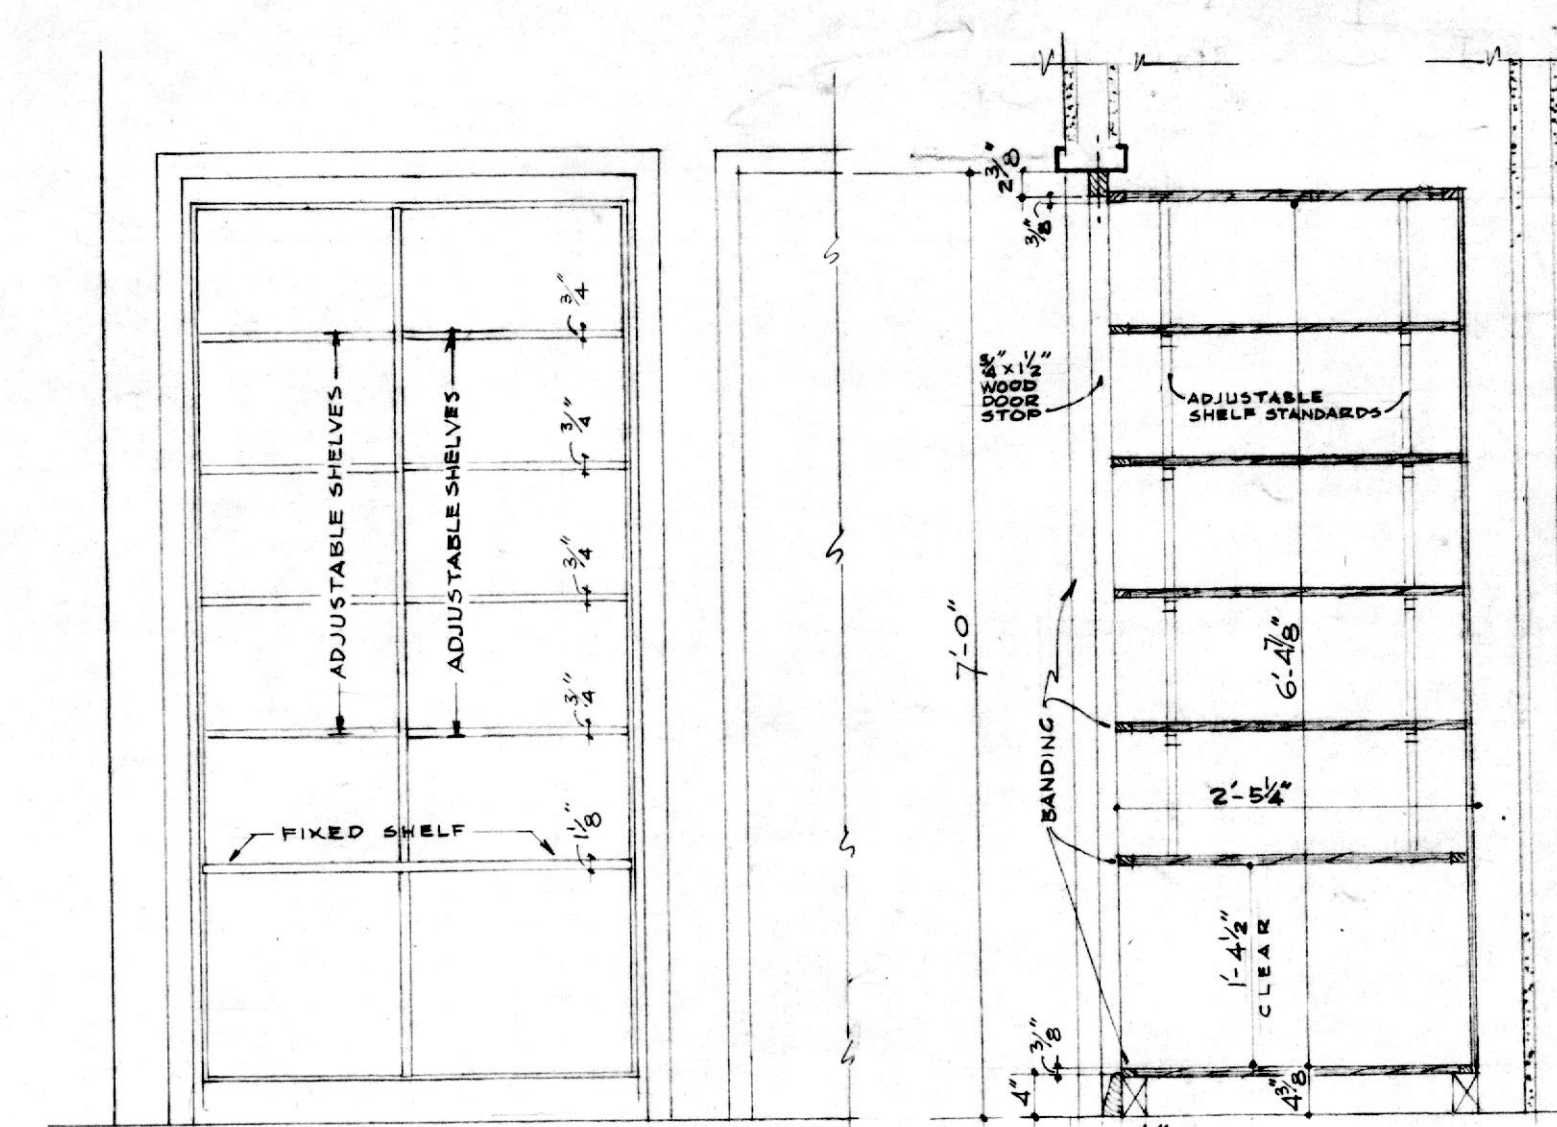 3/4"
3/4"
3/4"
3/4"
1 1/8"
ADJUSTABLE SHELVES
ADJUSTABLE SHELVES
FIXED SHELF
2 3/8"
3/8"
3/4" x 1 1/2"
WOOD
DOOR
STOP
ADJUSTABLE
SHELF STANDARDS
7'-0"
6'-4 7/8"
BANDING
2'-5 1/4"
1'-4 1/2"
CLEAR
3/8"
4"
4 3/8"